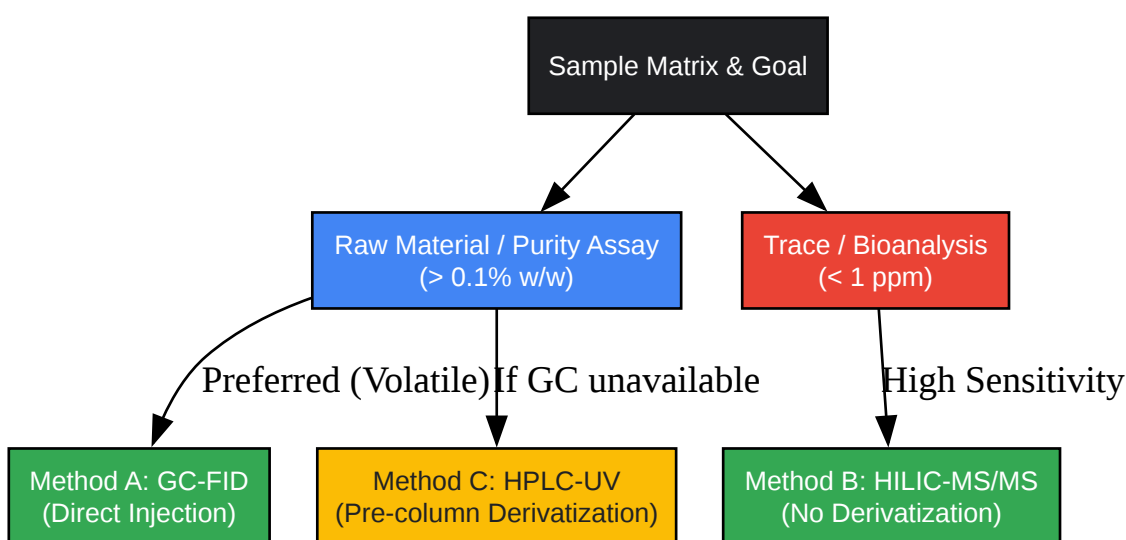 Sample Matrix & Goal
Raw Material / Purity Assay
(> 0.1% w/w)
Trace / Bioanalysis
(< 1 ppm)
Preferred (Volatile)
If GC unavailable
High Sensitivity
Method A: GC-FID
(Direct Injection)
Method C: HPLC-UV
(Pre-column Derivatization)
Method B: HILIC-MS/MS
(No Derivatization)